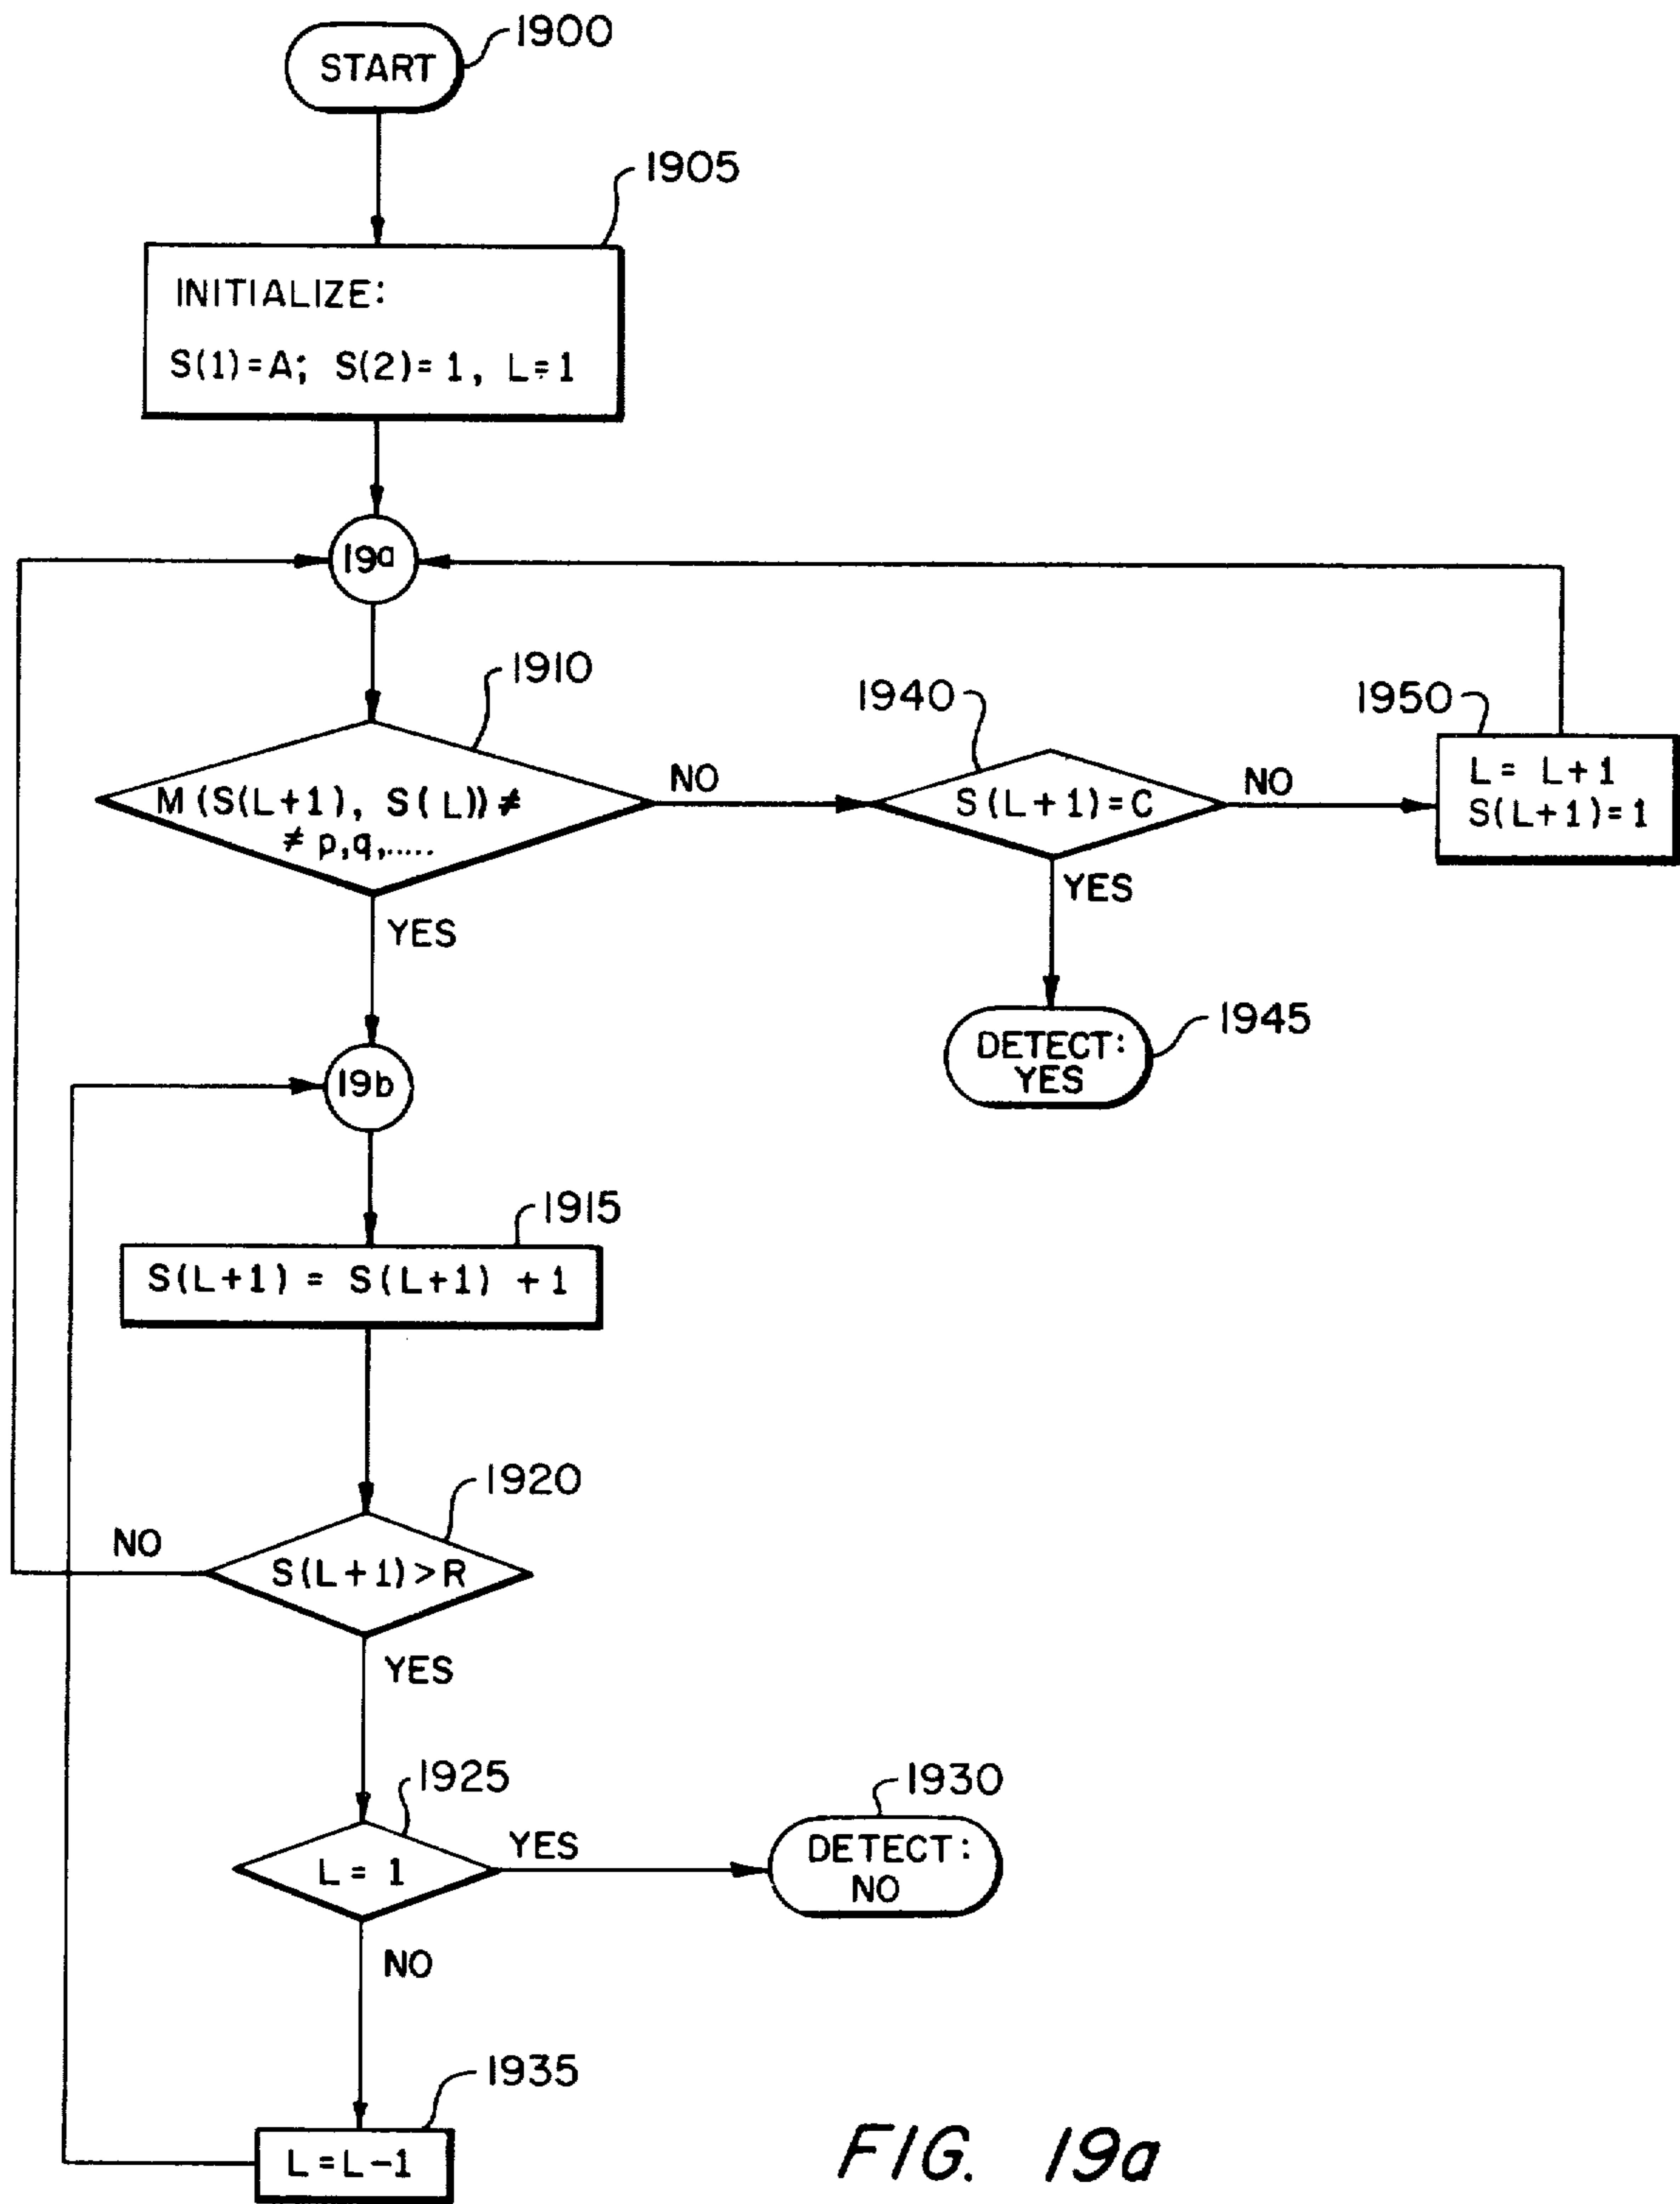 START
1900
1905
INITIALIZE:
S(1)=A; S(2)=1, L=1
19a
1910
M(S(L+1), S(L)) ≠
≠ p,q,.....
NO
YES
1940
S(L+1)=C
NO
YES
1950
L= L+1
S(L+1)=1
1945
DETECT:
YES
19b
1915
S(L+1) = S(L+1) +1
1920
S(L+1)>R
NO
YES
1925
L= 1
YES
NO
1930
DETECT:
NO
1935
L=L-1
FIG. 19a